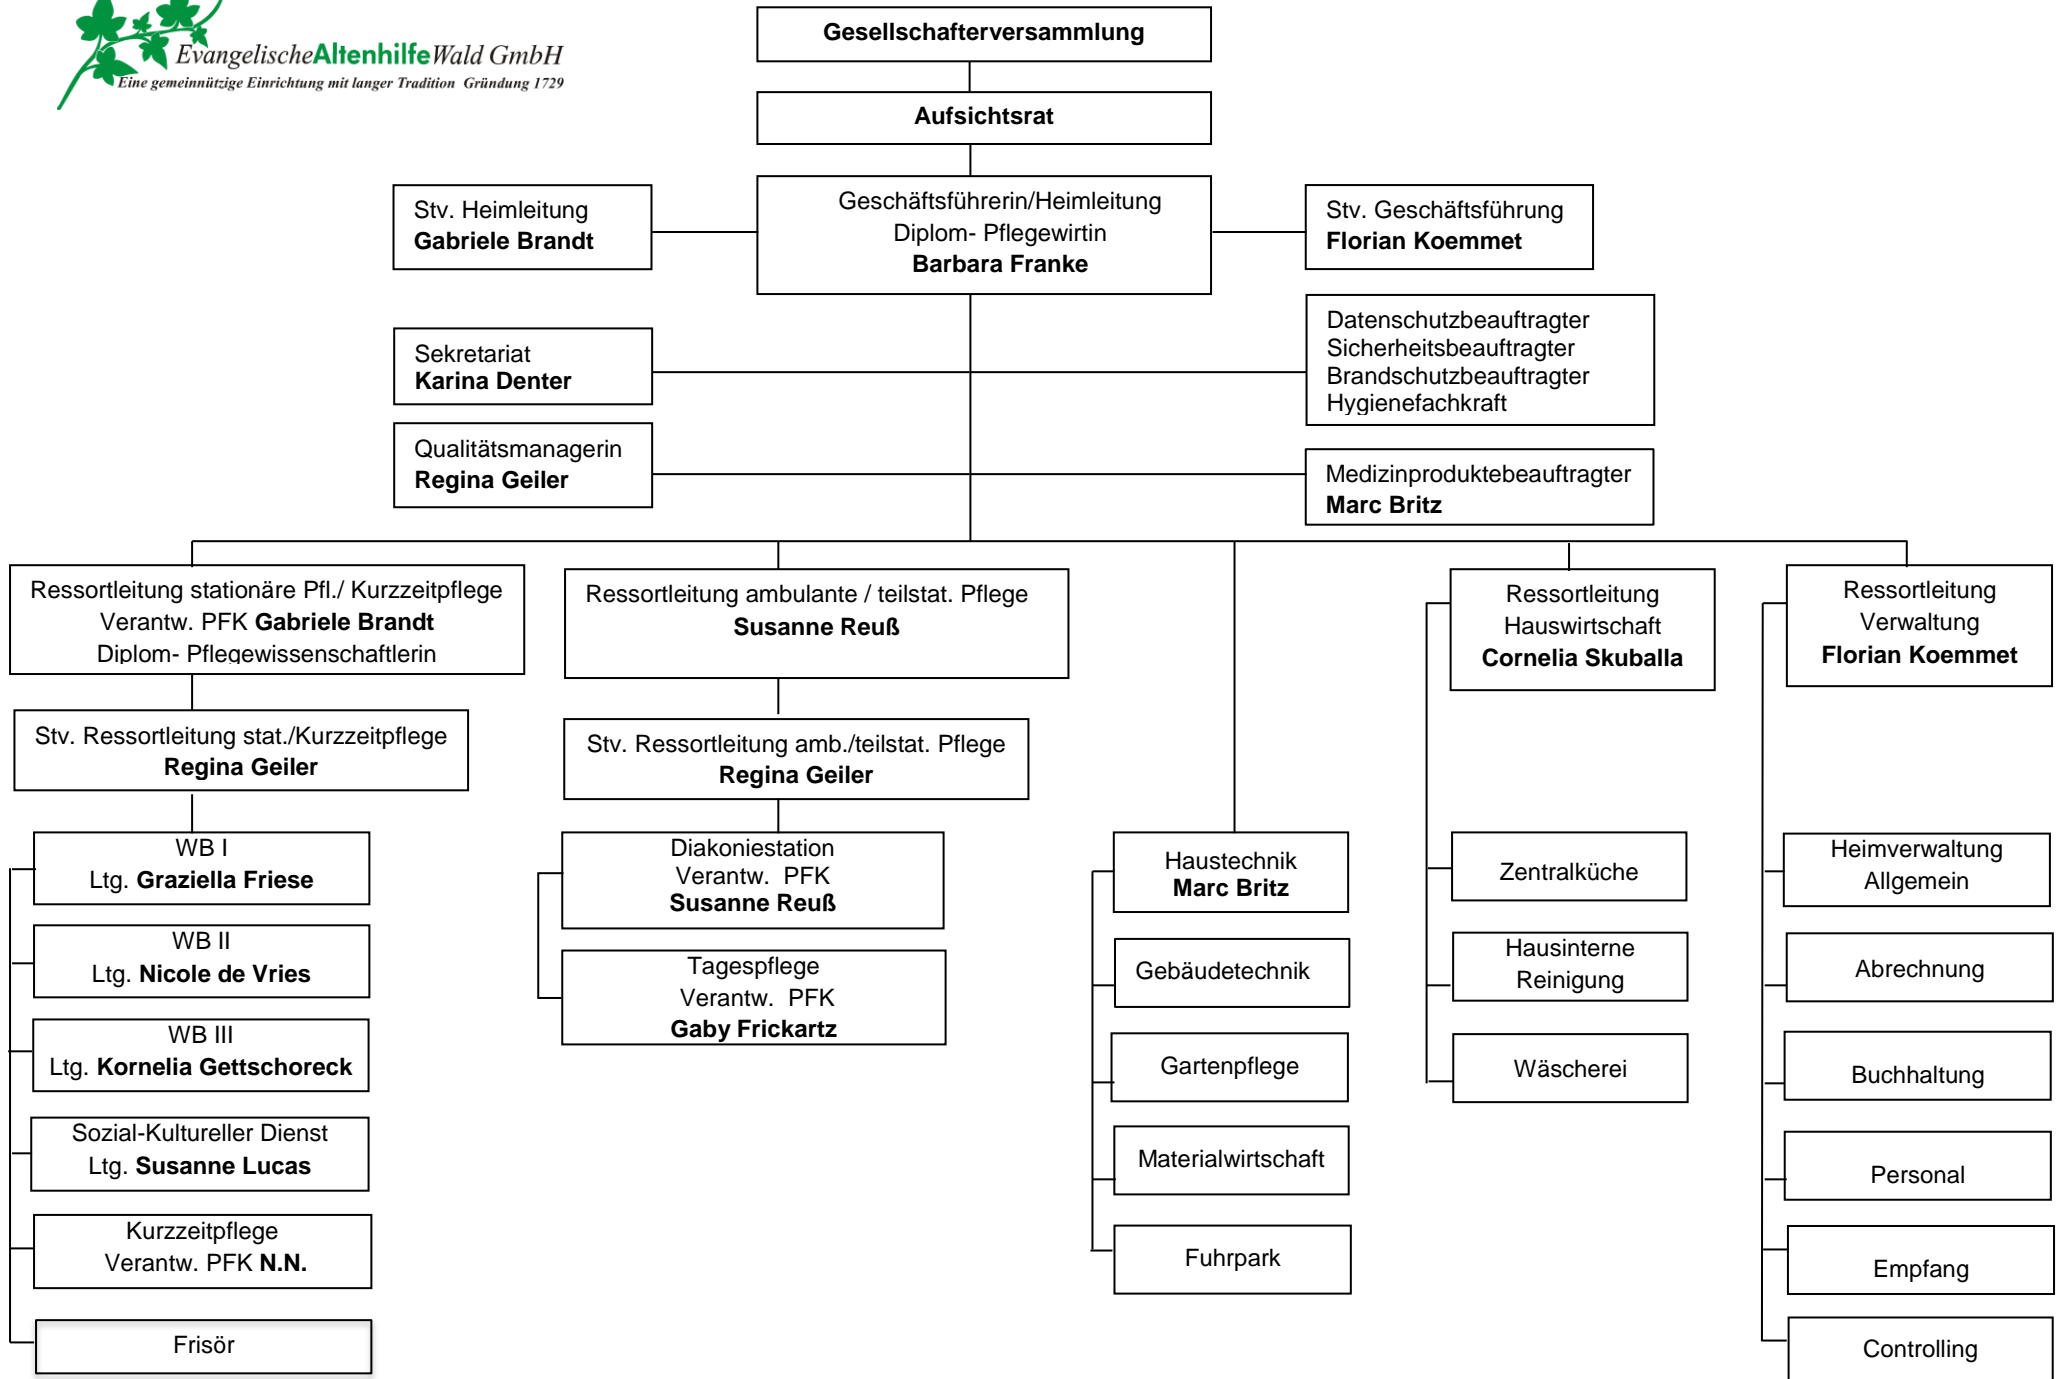 EvangelischeAltenhilfeWald GmbH
Eine gemeinnützige Einrichtung mit langer Tradition Gründung 1729
Gesellschafterversammlung
Aufsichtsrat
Stv. Heimleitung
Gabriele Brandt
Geschäftsführerin/Heimleitung
Diplom- Pflegewirtin
Barbara Franke
Stv. Geschäftsführung
Florian Koemmet
Sekretariat
Karina Denter
Datenschutzbeauftragter
Sicherheitsbeauftragter
Brandschutzbeauftragter
Hygienefachkraft
Qualitätsmanagerin
Regina Geiler
Medizinproduktebeauftragter
Marc Britz
Ressortleitung stationäre Pfl./ Kurzzeitpflege
Verantw. PFK Gabriele Brandt
Diplom- Pflegewissenschaftlerin
Stv. Ressortleitung stat./Kurzzeitpflege
Regina Geiler
WB I
Ltg. Graziella Friese
WB II
Ltg. Nicole de Vries
WB III
Ltg. Kornelia Gettschoreck
Sozial-Kultureller Dienst
Ltg. Susanne Lucas
Kurzzeitpflege
Verantw. PFK N.N.
Frisör
Ressortleitung ambulante / teilstat. Pflege
Susanne Reuß
Stv. Ressortleitung amb./teilstat. Pflege
Regina Geiler
Diakoniestation
Verantw. PFK
Susanne Reuß
Tagespflege
Verantw. PFK
Gaby Frickartz
Haustechnik
Marc Britz
Gebäudetechnik
Gartenpflege
Materialwirtschaft
Fuhrpark
Ressortleitung
Hauswirtschaft
Cornelia Skuballa
Zentralküche
Hausinterne
Reinigung
Wäscherei
Ressortleitung
Verwaltung
Florian Koemmet
Heimverwaltung
Allgemein
Abrechnung
Buchhaltung
Personal
Empfang
Controlling